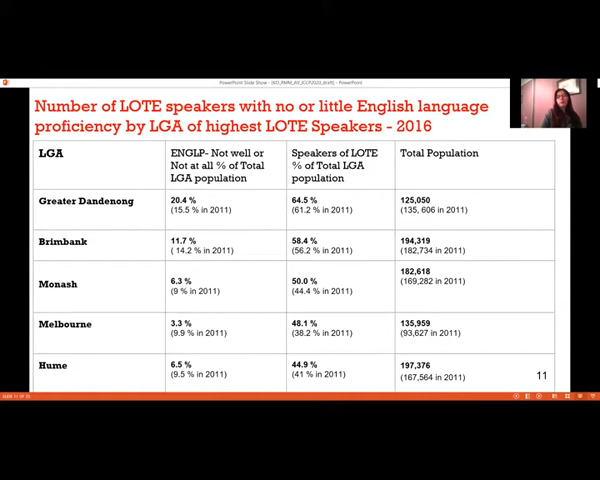 PowerPoint Slide Show - [NO_RMM_AV_ICCP2020_draft] - PowerPoint
Number of LOTE speakers with no or little English language
proficiency by LGA of highest LOTE Speakers - 2016
LGA
ENGLP- Not well or
Not at all % of Total
LGA population
Speakers of LOTE
% of Total LGA
population
Total Population
Greater Dandenong
20.4 %
(15.5 % in 2011)
64.5 %
(61.2 % in 2011)
125,050
(135, 606 in 2011)
Brimbank
11.7 %
( 14.2 % in 2011)
58.4 %
(56.2 % in 2011)
194,319
(182,734 in 2011)
Monash
6.3 %
(9 % in 2011)
50.0 %
(44.4 % in 2011)
182,618
(169,282 in 2011)
Melbourne
3.3 %
(9.9 % in 2011)
48.1 %
(38.2 % in 2011)
135,959
(93,627 in 2011)
Hume
6.5 %
(9.5 % in 2011)
44.9 %
(41 % in 2011)
197,376
(167,564 in 2011)
11